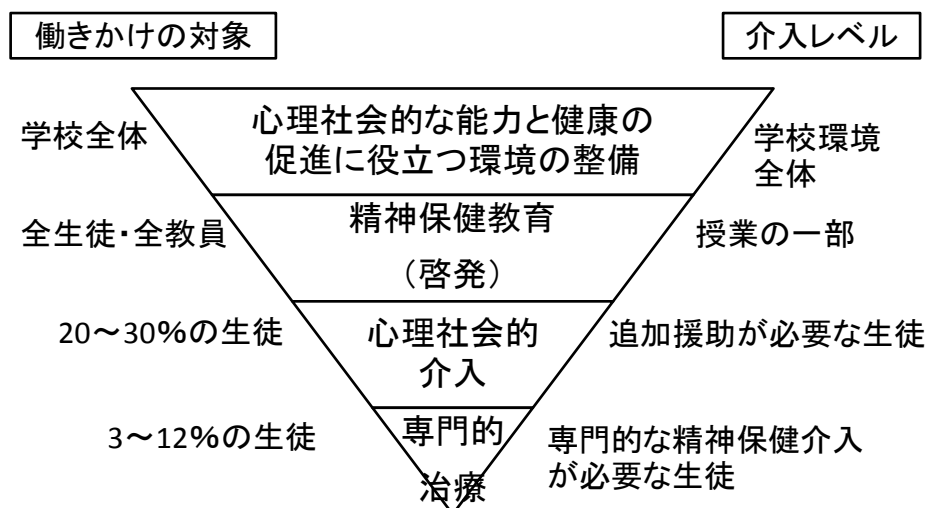 働きかけの対象
介入レベル
学校全体
心理社会的な能力と健康の
促進に役立つ環境の整備
学校環境
全体
全生徒・全教員
精神保健教育
（啓発）
授業の一部
20～30%の生徒
心理社会的
介入
追加援助が必要な生徒
3～12%の生徒
専門的
治療
専門的な精神保健介入
が必要な生徒